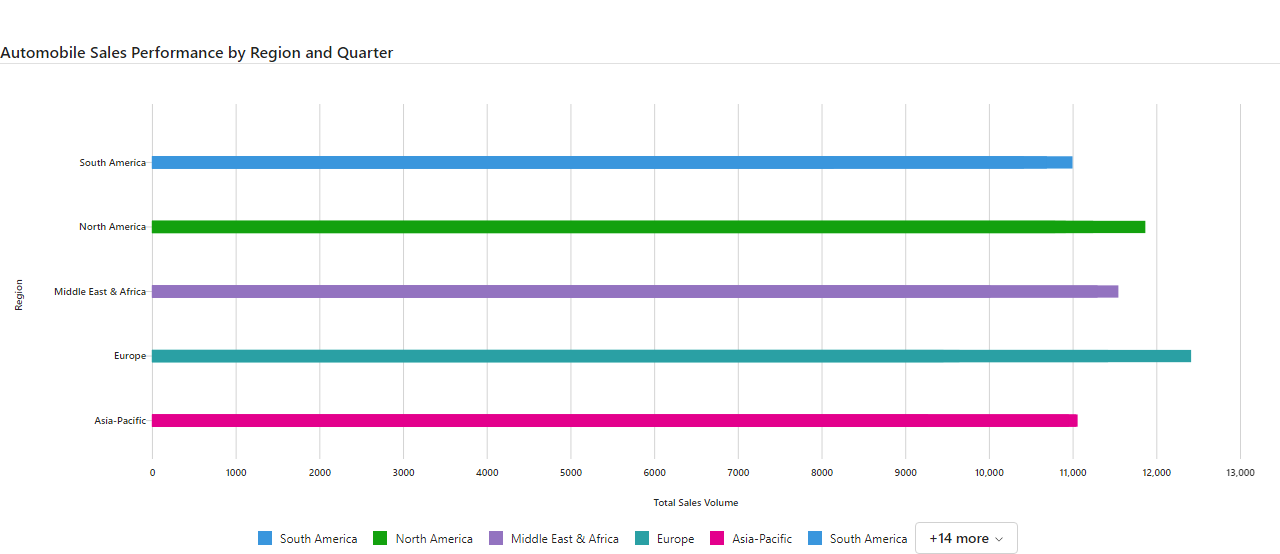 Automobile Sales Performance by Region and Quarter
Region
South America
North America
Middle East & Africa
Europe
Asia-Pacific
0 1000 2000 3000 4000 5000 6000 7000 8000 9000 10,000 11,000 12,000 13,000
Total Sales Volume
South America North America Middle East & Africa Europe Asia-Pacific South America +14 more